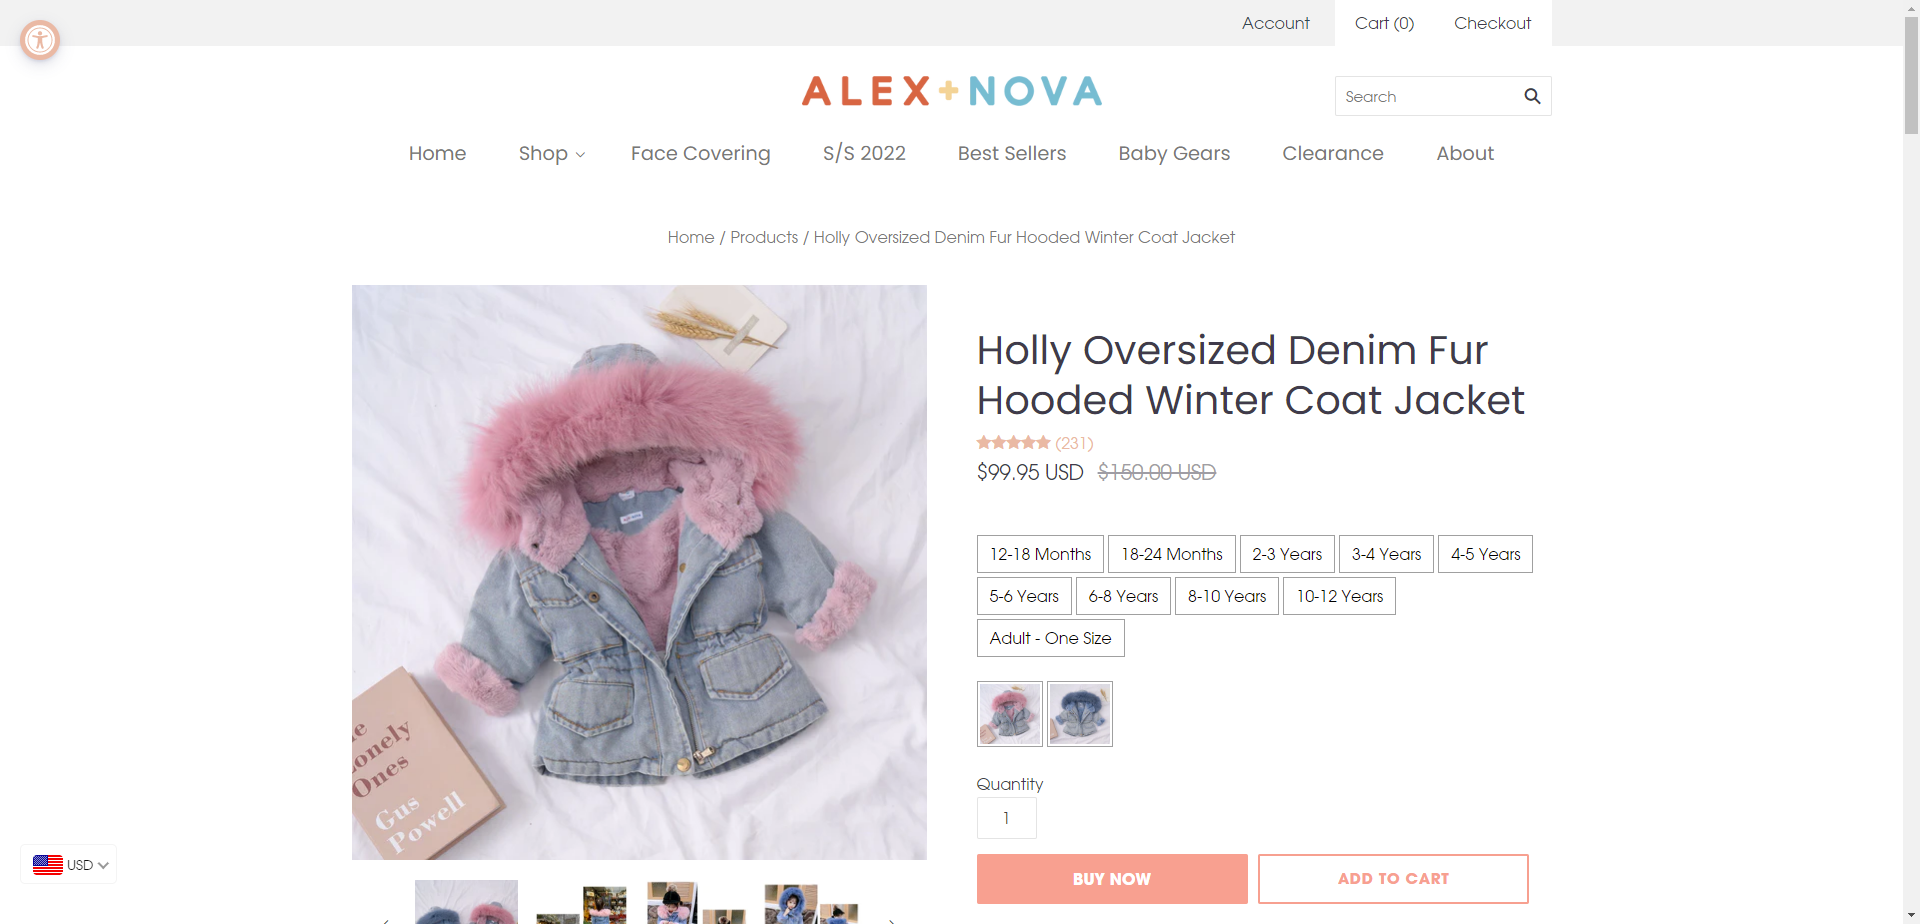 Account
Cart (0)
Checkout
ALEX+NOVA
Search
Home
Shop
Face Covering
S/S 2022
Best Sellers
Baby Gears
Clearance
About
Home / Products / Holly Oversized Denim Fur Hooded Winter Coat Jacket
Holly Oversized Denim Fur
Hooded Winter Coat Jacket
(231)
$99.95 USD $150.00 USD
12-18 Months
18-24 Months
2-3 Years
3-4 Years
4-5 Years
5-6 Years
6-8 Years
8-10 Years
10-12 Years
Adult - One Size
Quantity
1
BUY NOW
ADD TO CART
onely
Ones
Gus
Powell
USD